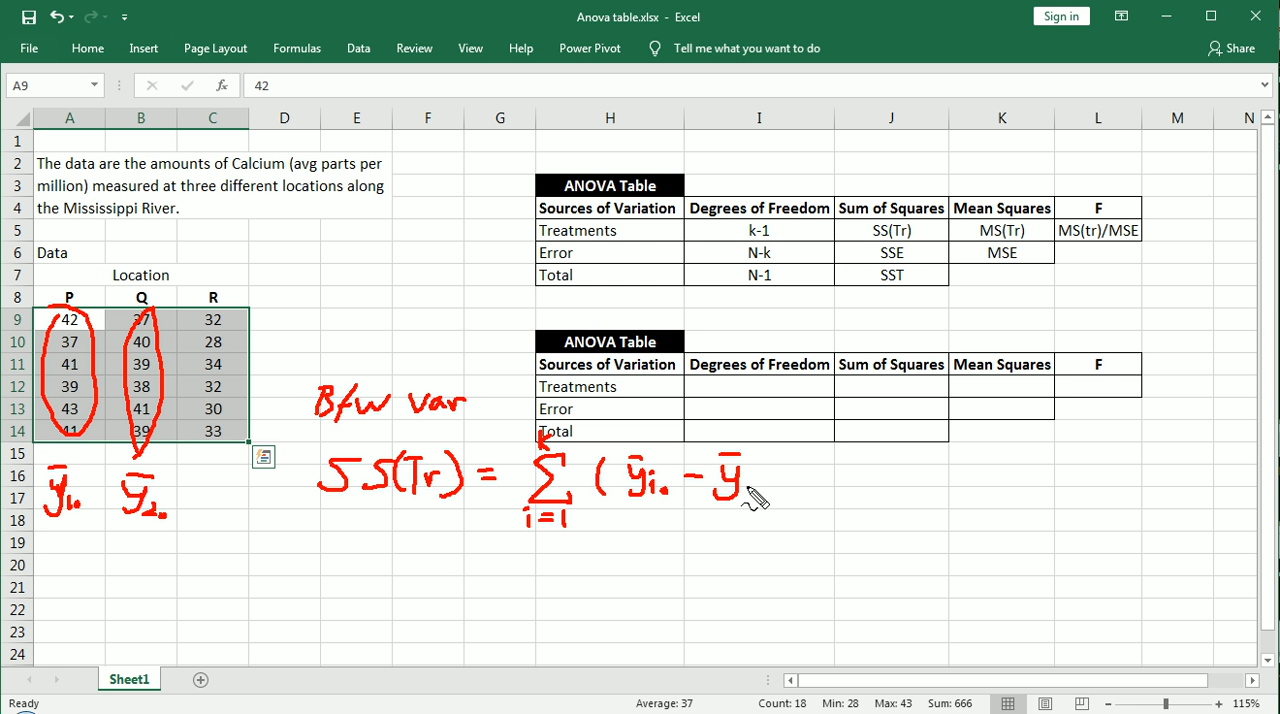 Anova table.xlsx - Excel
Sign in
File Home Insert Page Layout Formulas Data Review View Help Power Pivot Tell me what you want to do Share
A9 fx 42
A B C D E F G H I J K L M N
1
2 The data are the amounts of Calcium (avg parts per
3 million) measured at three different locations along ANOVA Table
4 the Mississippi River. Sources of Variation Degrees of Freedom Sum of Squares Mean Squares F
5 Treatments k-1 SS(Tr) MS(Tr) MS(tr)/MSE
6 Data Error N-k SSE MSE
7 Location Total N-1 SST
8 P Q R
9 42 37 32
10 37 40 28 ANOVA Table
11 41 39 34 Sources of Variation Degrees of Freedom Sum of Squares Mean Squares F
12 39 38 32 Treatments
13 43 41 30 Error
B/w var
14 41 39 33 Total
15
16
17
ȳ1. ȳ2. SS(Tr) = k ∑ i=1 (ȳi. - ȳ.
18
19
20
21
22
23
24
Sheet1
Ready Average: 37 Count: 18 Min: 28 Max: 43 Sum: 666 115%